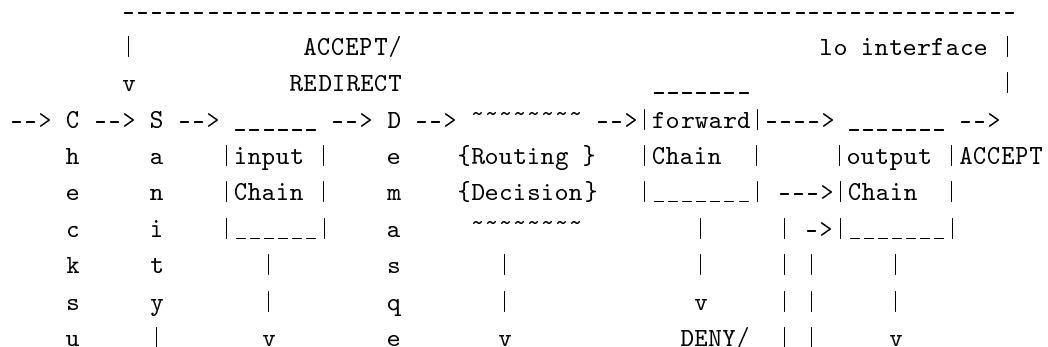 ----------------------------------------------------------------
        |            ACCEPT/                              lo interface |
        v           REDIRECT                  _______                  |
--> C --> S --> ______ --> D --> ~~~~~~~~ -->|forward|----> _______ -->
    h     a    |input |    e    {Routing }   |Chain  |     |output |ACCEPT
    e     n    |Chain |    m    {Decision}   |_______| --->|Chain  |
    c     i    |______|    a     ~~~~~~~~        |     | ->|_______|
    k     t       |        s        |            |     | |     |
    s     y       |        q        |            v     | |     |
    u     |       v        e        v          DENY/   | |     v